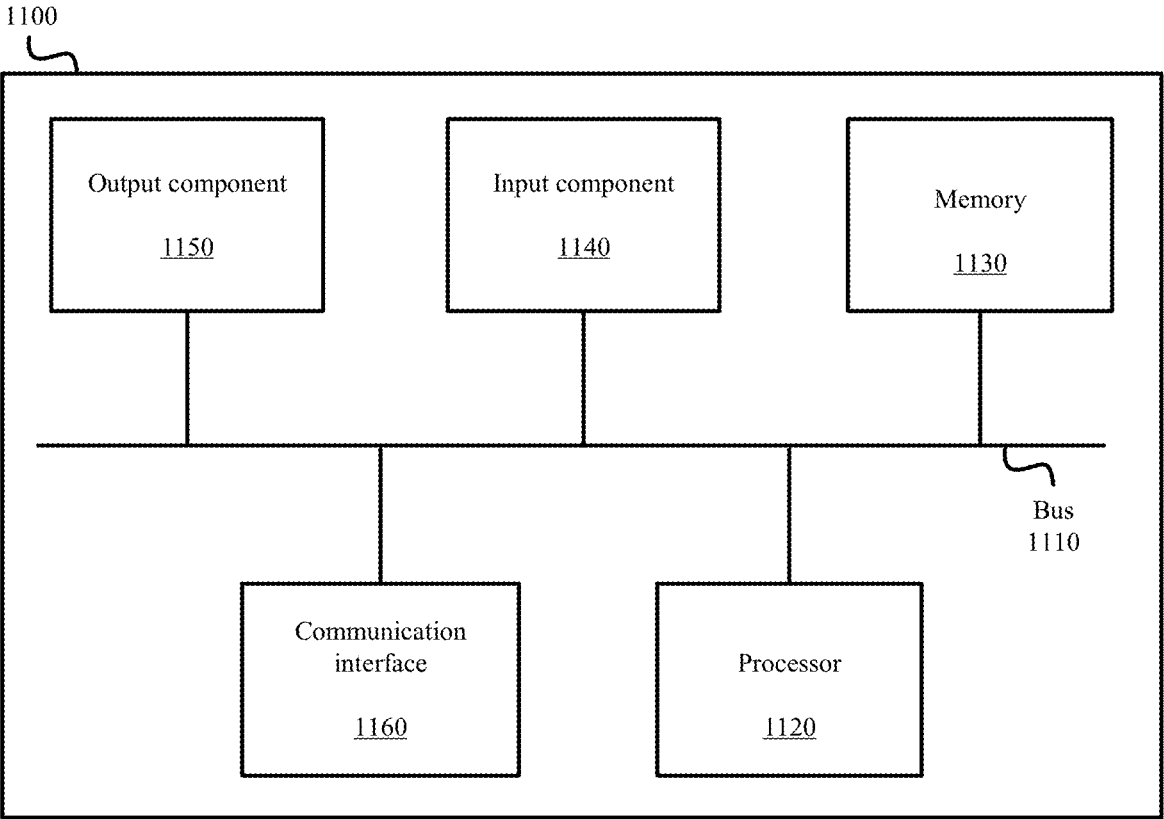 1100
Output component
1150
Input component
1140
Memory
1130
Bus
1110
Communication
interface
1160
Processor
1120